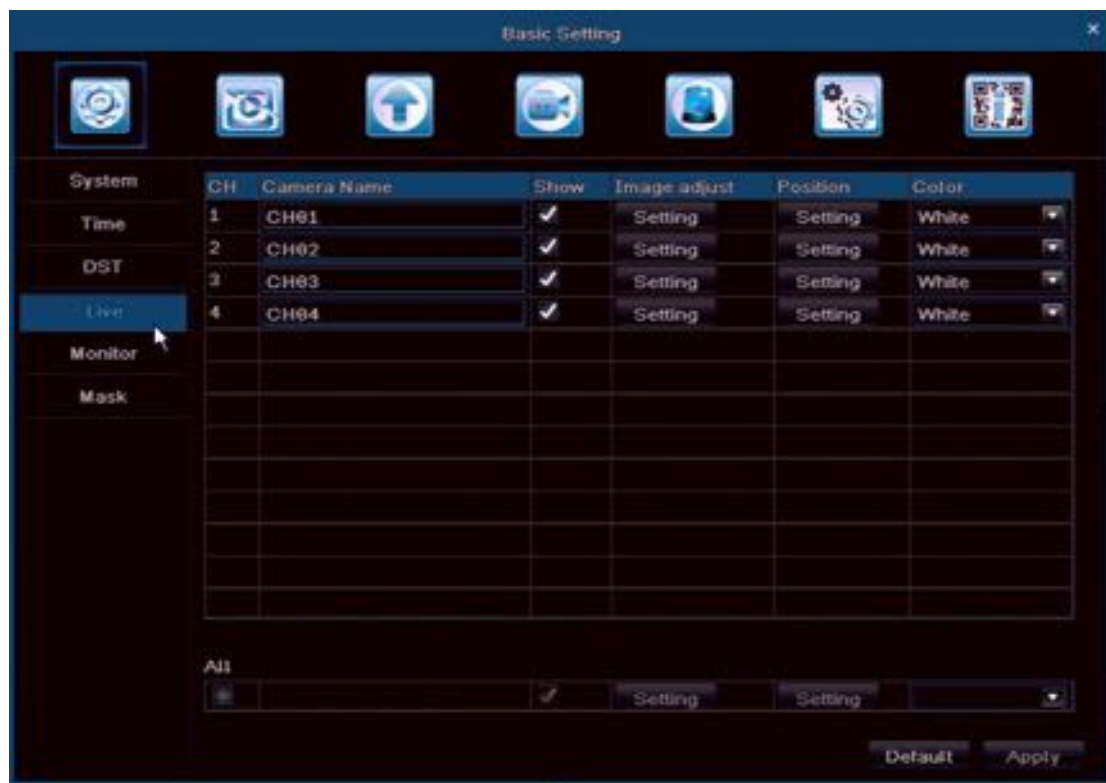 Basic Setting
System
Time
DST
Live
Monitor
Mask
CH Camera Name Show Image adjust Position Color
1 CH01 Setting Setting White
2 CH02 Setting Setting White
3 CH03 Setting Setting White
4 CH04 Setting Setting White
All
Setting Setting
Default Apply